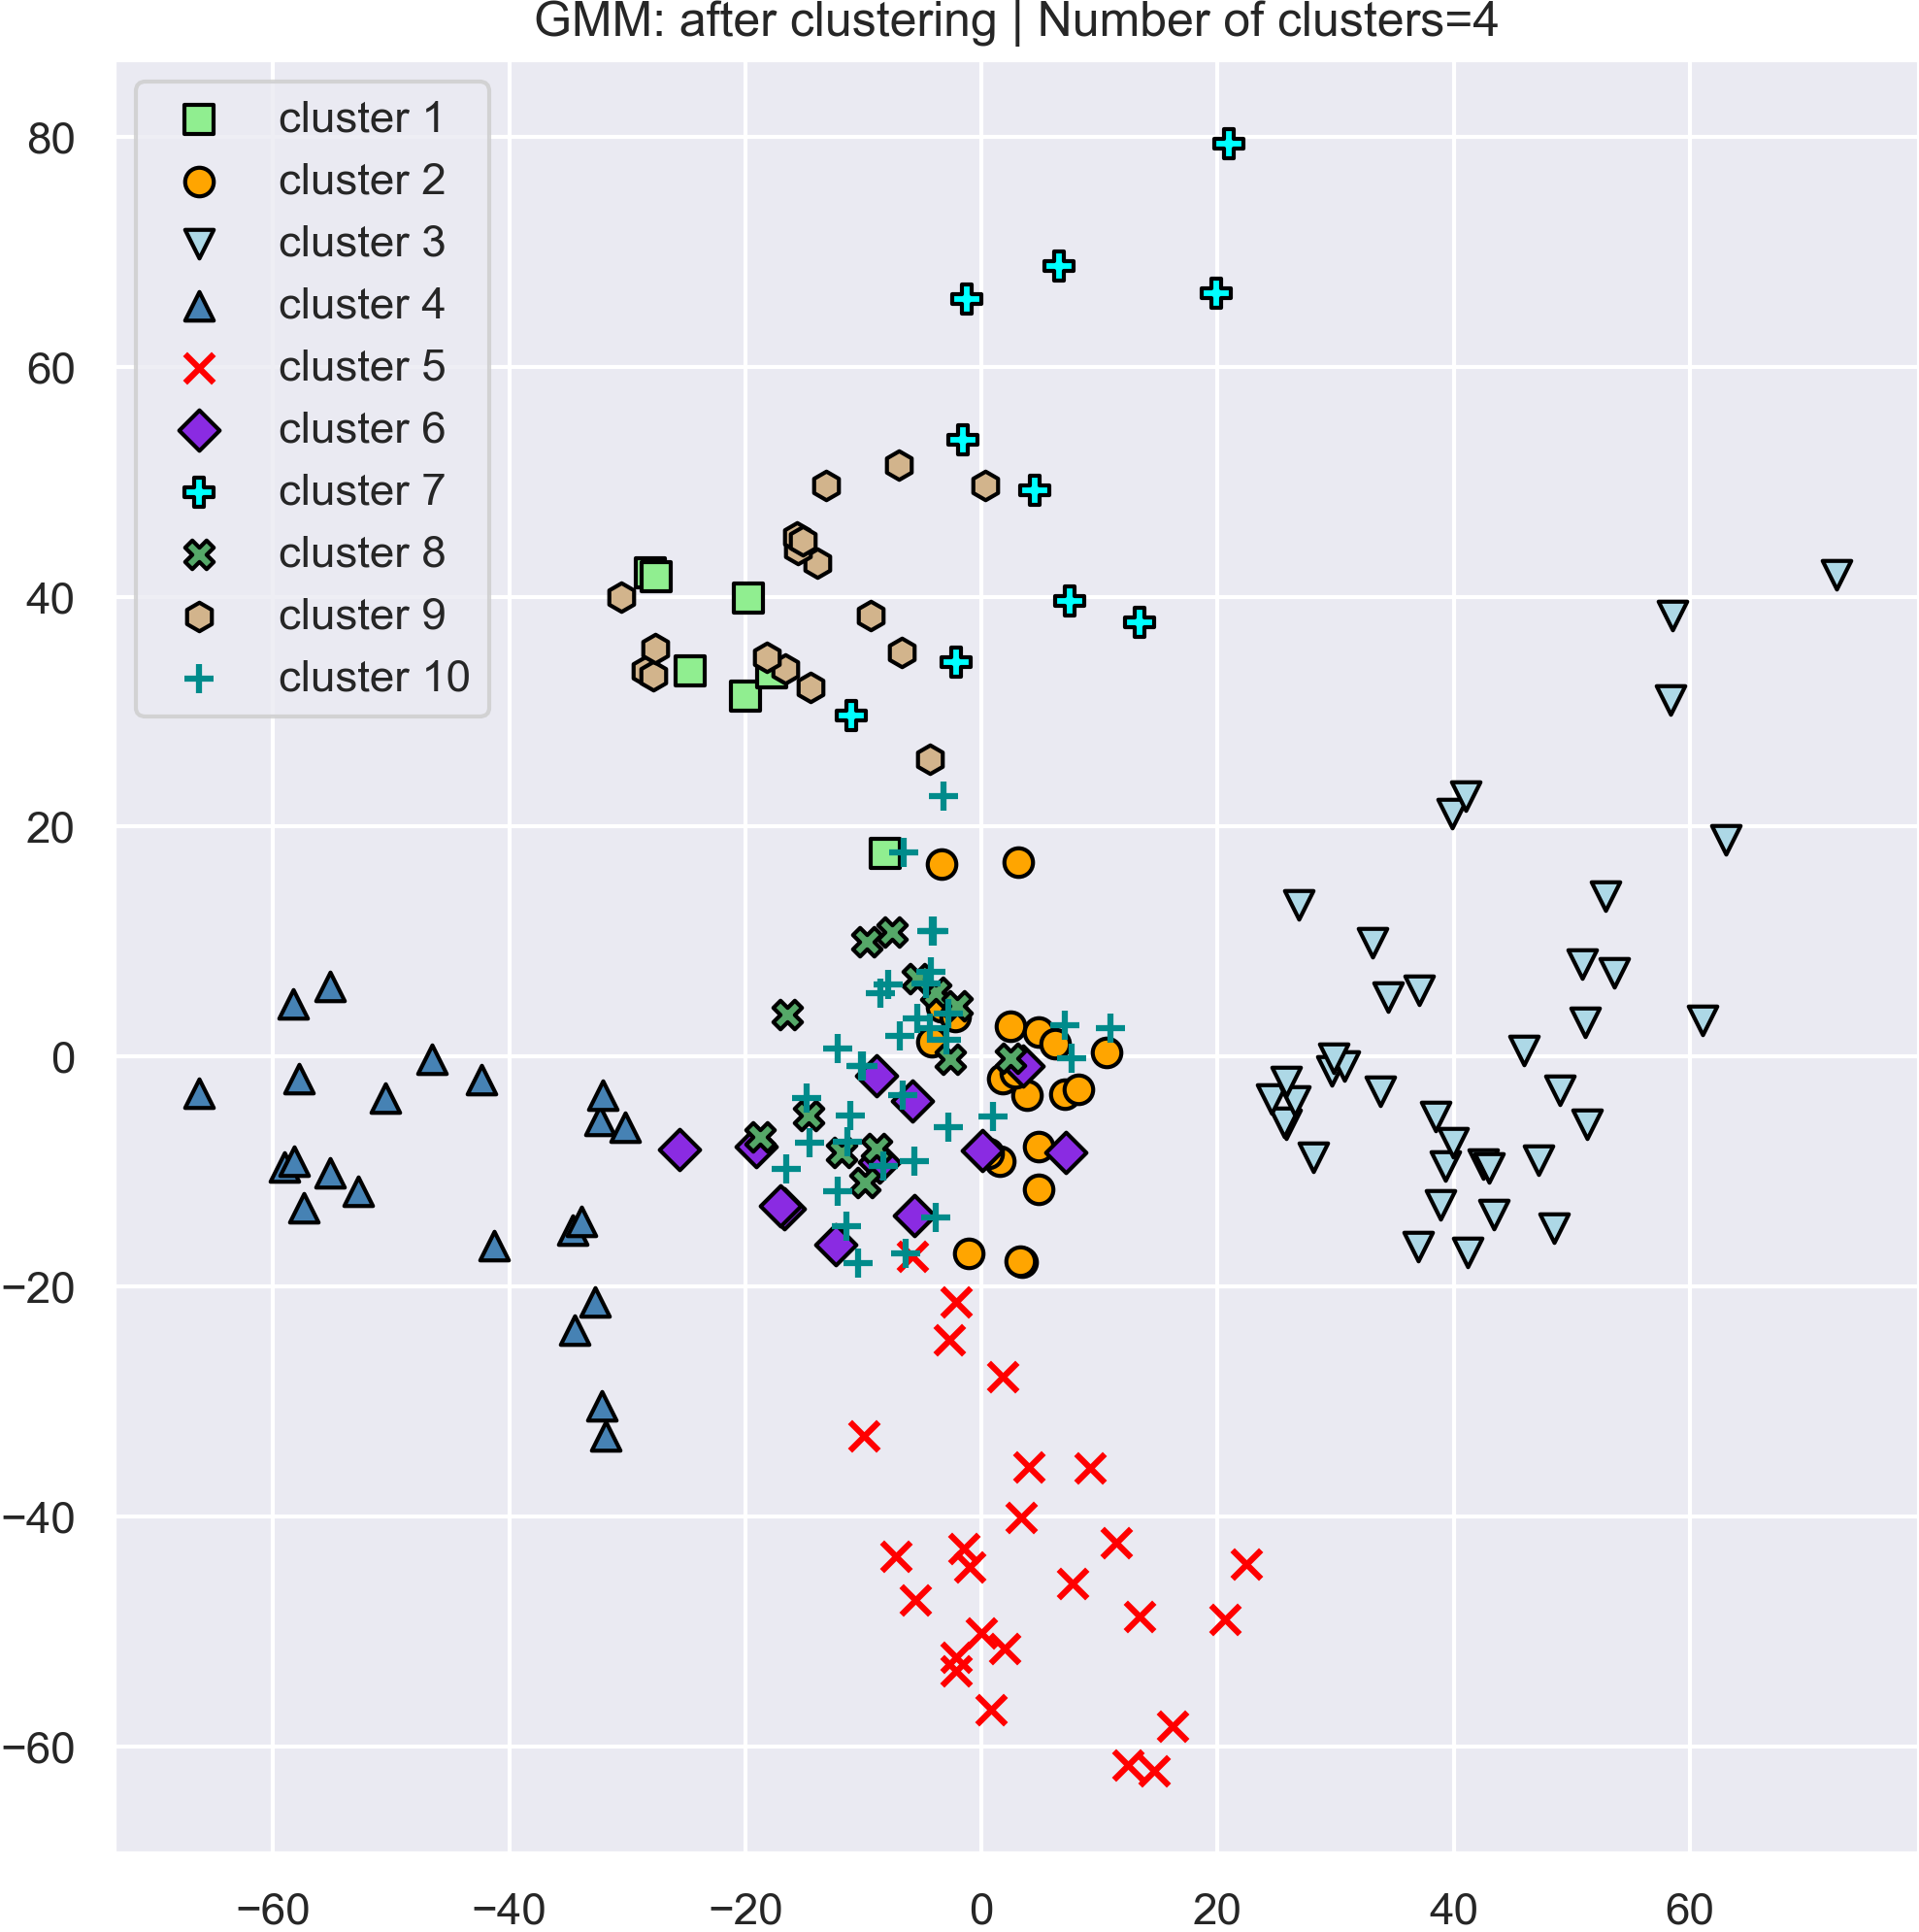 GMM: after clustering | Number of clusters=4
cluster 1
cluster 2
cluster 3
cluster 4
cluster 5
cluster 6
cluster 7
cluster 8
cluster 9
cluster 10
80
60
40
20
0
−20
−40
−60
−60 −40 −20 0 20 40 60